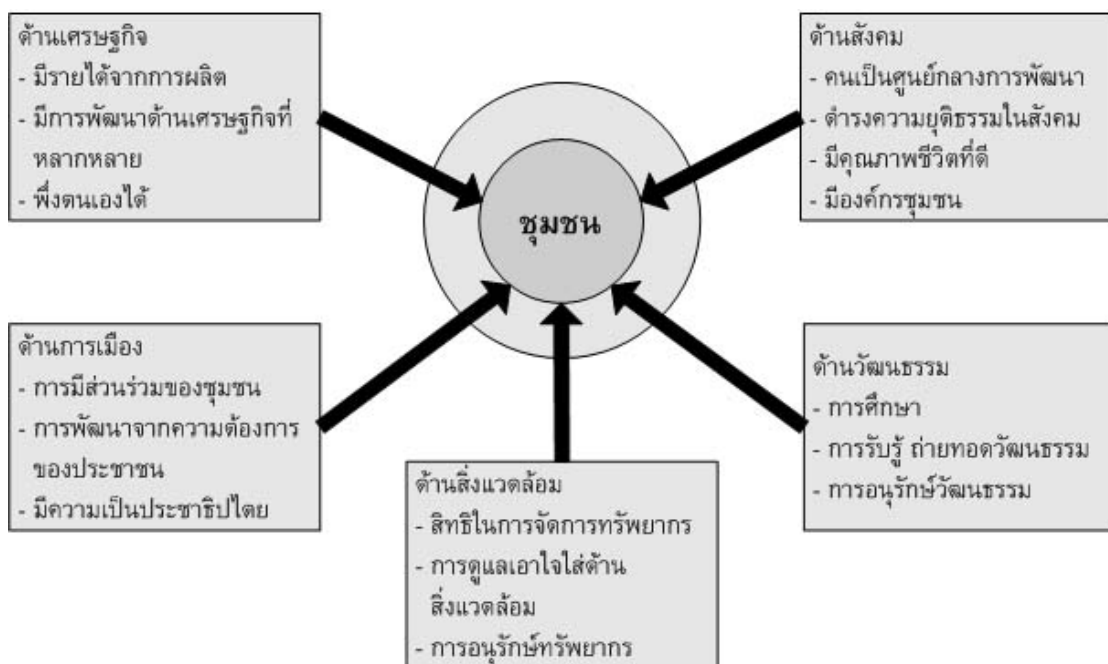 ด้านเศรษฐกิจ
- มีรายได้จากการผลิต
- มีการพัฒนาด้านเศรษฐกิจที่
หลากหลาย
- พึ่งตนเองได้
ด้านสังคม
- คนเป็นศูนย์กลางการพัฒนา
- ดำรงความยุติธรรมในสังคม
- มีคุณภาพชีวิตที่ดี
- มีองค์กรชุมชน
ชุมชน
ด้านการเมือง
- การมีส่วนร่วมของชุมชน
- การพัฒนาจากความต้องการ
ของประชาชน
- มีความเป็นประชาธิปไตย
ด้านสิ่งแวดล้อม
- สิทธิในการจัดการทรัพยากร
- การดูแลเอาใจใส่ด้าน
สิ่งแวดล้อม
- การอนุรักษ์ทรัพยากร
ด้านวัฒนธรรม
- การศึกษา
- การรับรู้ ถ่ายทอดวัฒนธรรม
- การอนุรักษ์วัฒนธรรม